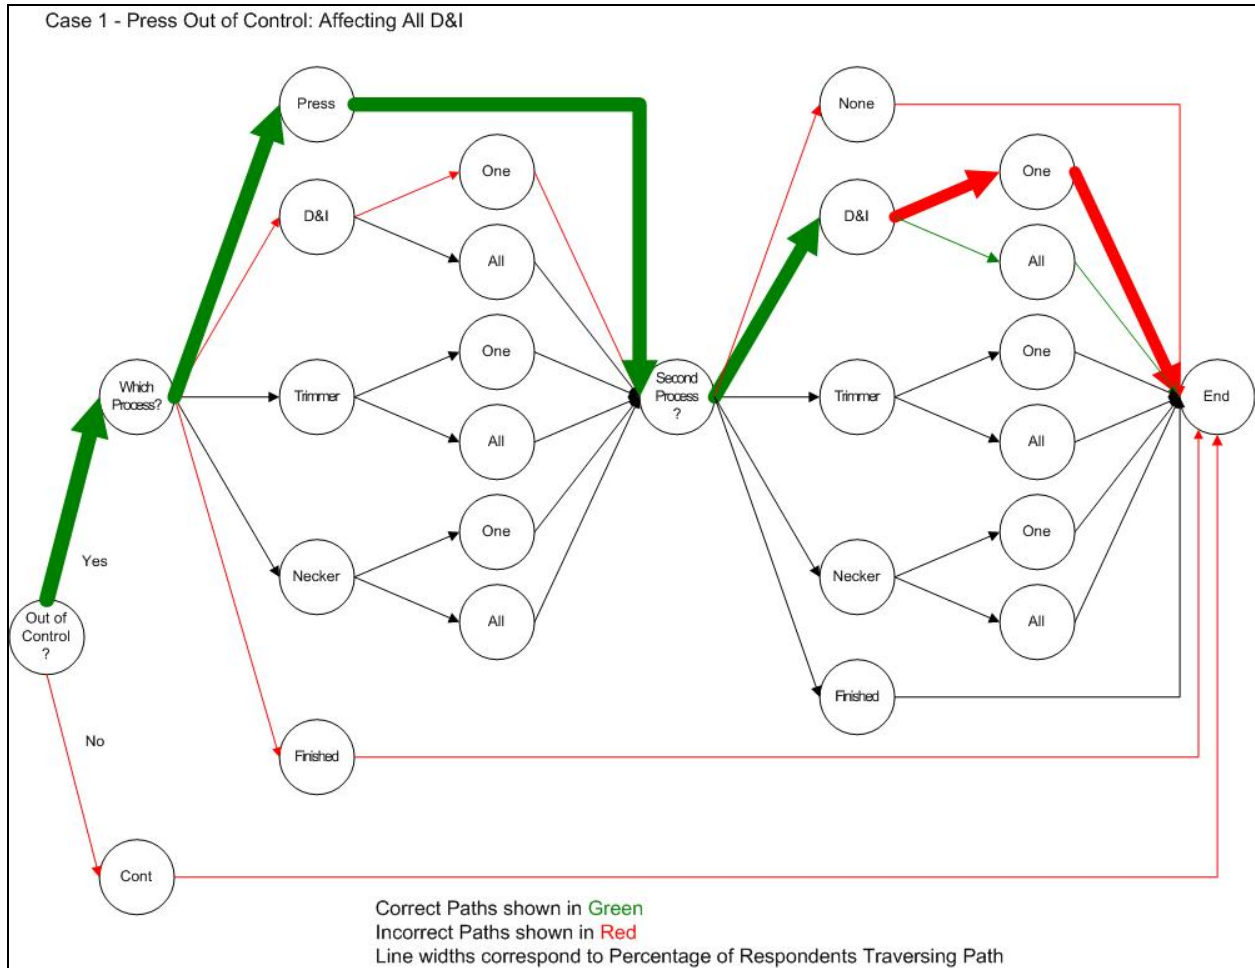 Case 1 - Press Out of Control: Affecting All D&I
Press
None
One
One
D&I
D&I
All
All
One
One
Which
Process?
Trimmer
Second
Process
?
Trimmer
End
All
All
One
One
Yes
Necker
Necker
Out of
Control
?
All
All
Finished
No
Finished
Cont
Correct Paths shown in Green
Incorrect Paths shown in Red
Line widths correspond to Percentage of Respondents Traversing Path